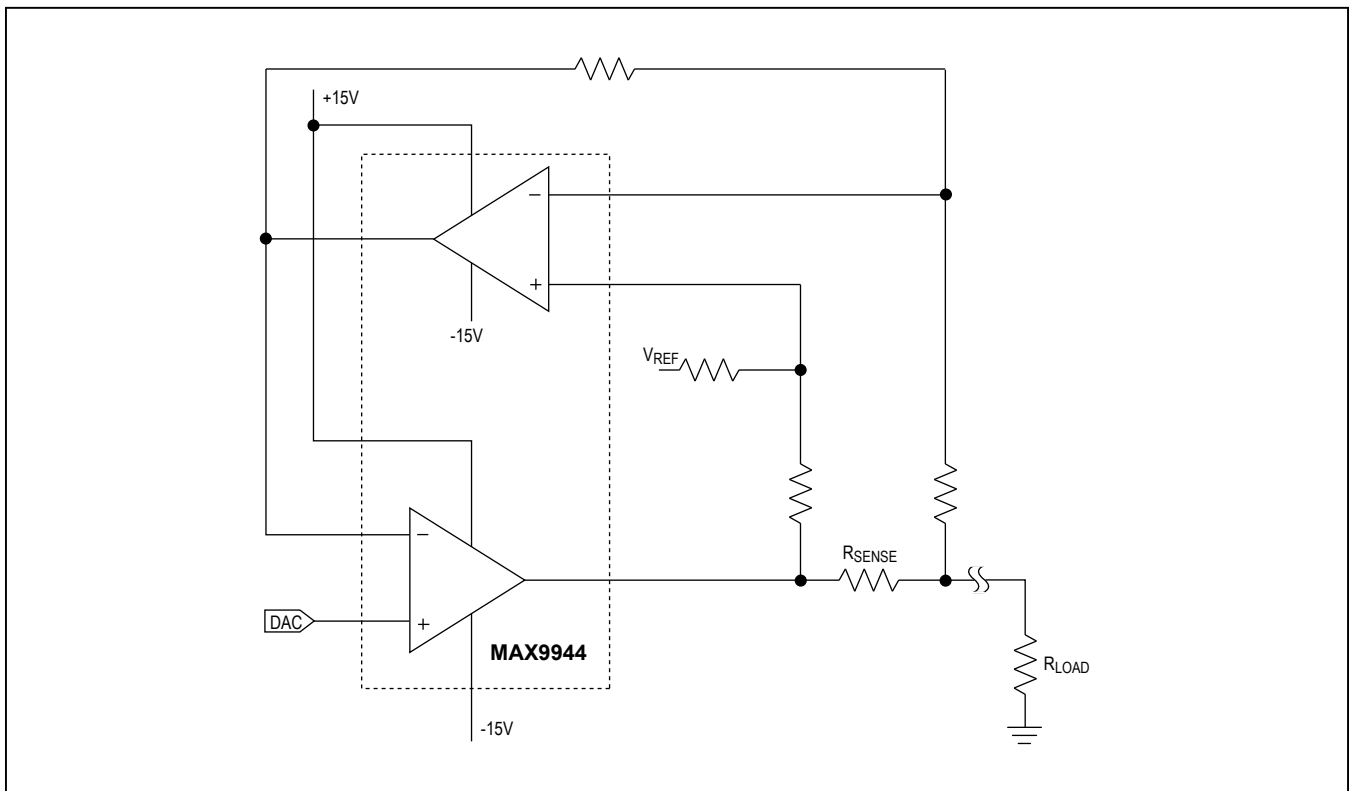 +15V
−
+
-15V
VREF
−
RSENSE
DAC
+
MAX9944
RLOAD
-15V